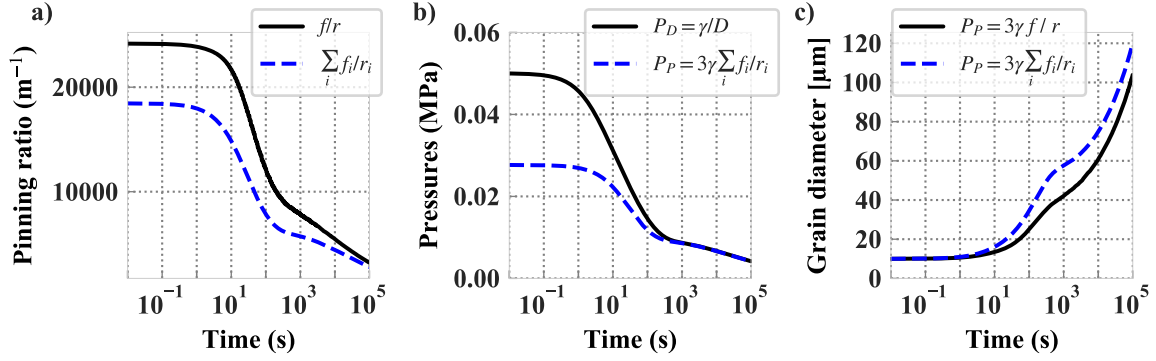 a)
Pinning ratio (m⁻¹)
20000
10000
10⁻¹ 10¹ 10³ 10⁵
Time (s)
f/r
∑ᵢ fᵢ/rᵢ
b)
Pressures (MPa)
0.06
0.04
0.02
0.00
10⁻¹ 10¹ 10³ 10⁵
Time (s)
P_D = γ/D
P_P = 3γ∑ᵢ fᵢ/rᵢ
c)
Grain diameter [µm]
120
100
80
60
40
20
0
10⁻¹ 10¹ 10³ 10⁵
Time (s)
P_P = 3γ f / r
P_P = 3γ∑ᵢ fᵢ/rᵢ